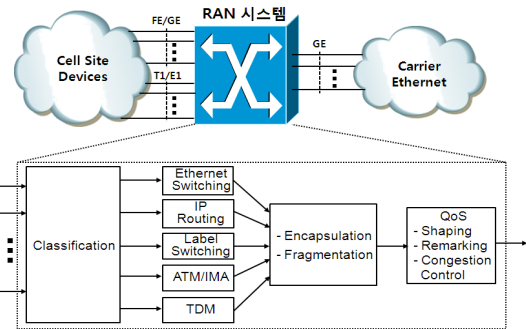 RAN 시스템
FE/GE
Cell Site
Devices
T1/E1
GE
Carrier
Ethernet
Classification
Ethernet
Switching
IP
Routing
Label
Switching
ATM/IMA
TDM
- Encapsulation
- Fragmentation
QoS
- Shaping
- Remarking
- Congestion
Control